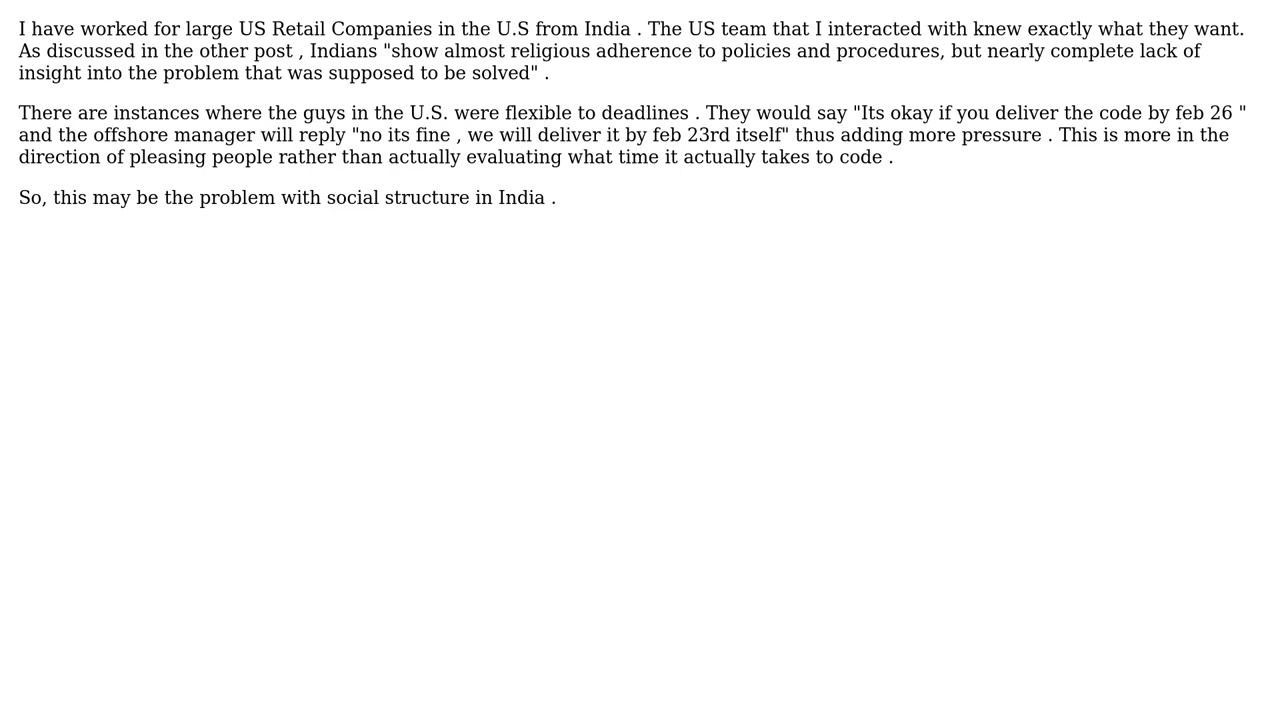 I have worked for large US Retail Companies in the U.S from India . The US team that I interacted with knew exactly what they want.
As discussed in the other post , Indians "show almost religious adherence to policies and procedures, but nearly complete lack of
insight into the problem that was supposed to be solved" .
There are instances where the guys in the U.S. were flexible to deadlines . They would say "Its okay if you deliver the code by feb 26 "
and the offshore manager will reply "no its fine , we will deliver it by feb 23rd itself" thus adding more pressure . This is more in the
direction of pleasing people rather than actually evaluating what time it actually takes to code .
So, this may be the problem with social structure in India .